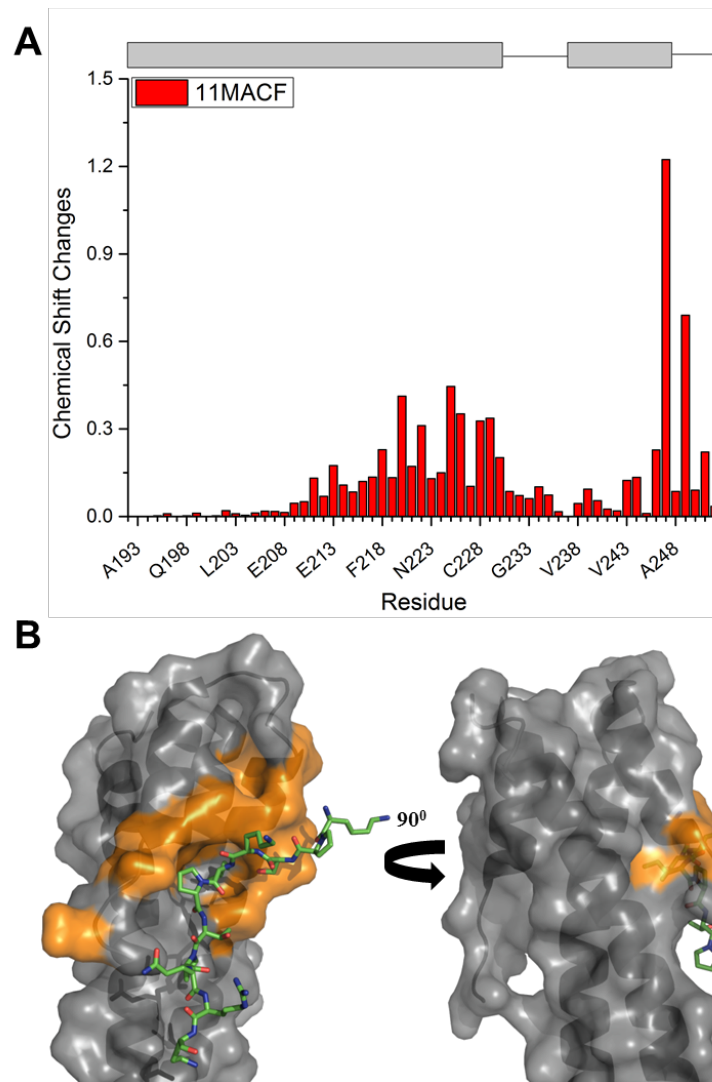 A
1.5
11MACF
1.2
0.9
0.6
0.3
0.0
Chemical Shift Changes
A193 Q198 L203 E208 E213 F218 N223 C228 G233 V238 V243 A248
Residue
B
90⁰